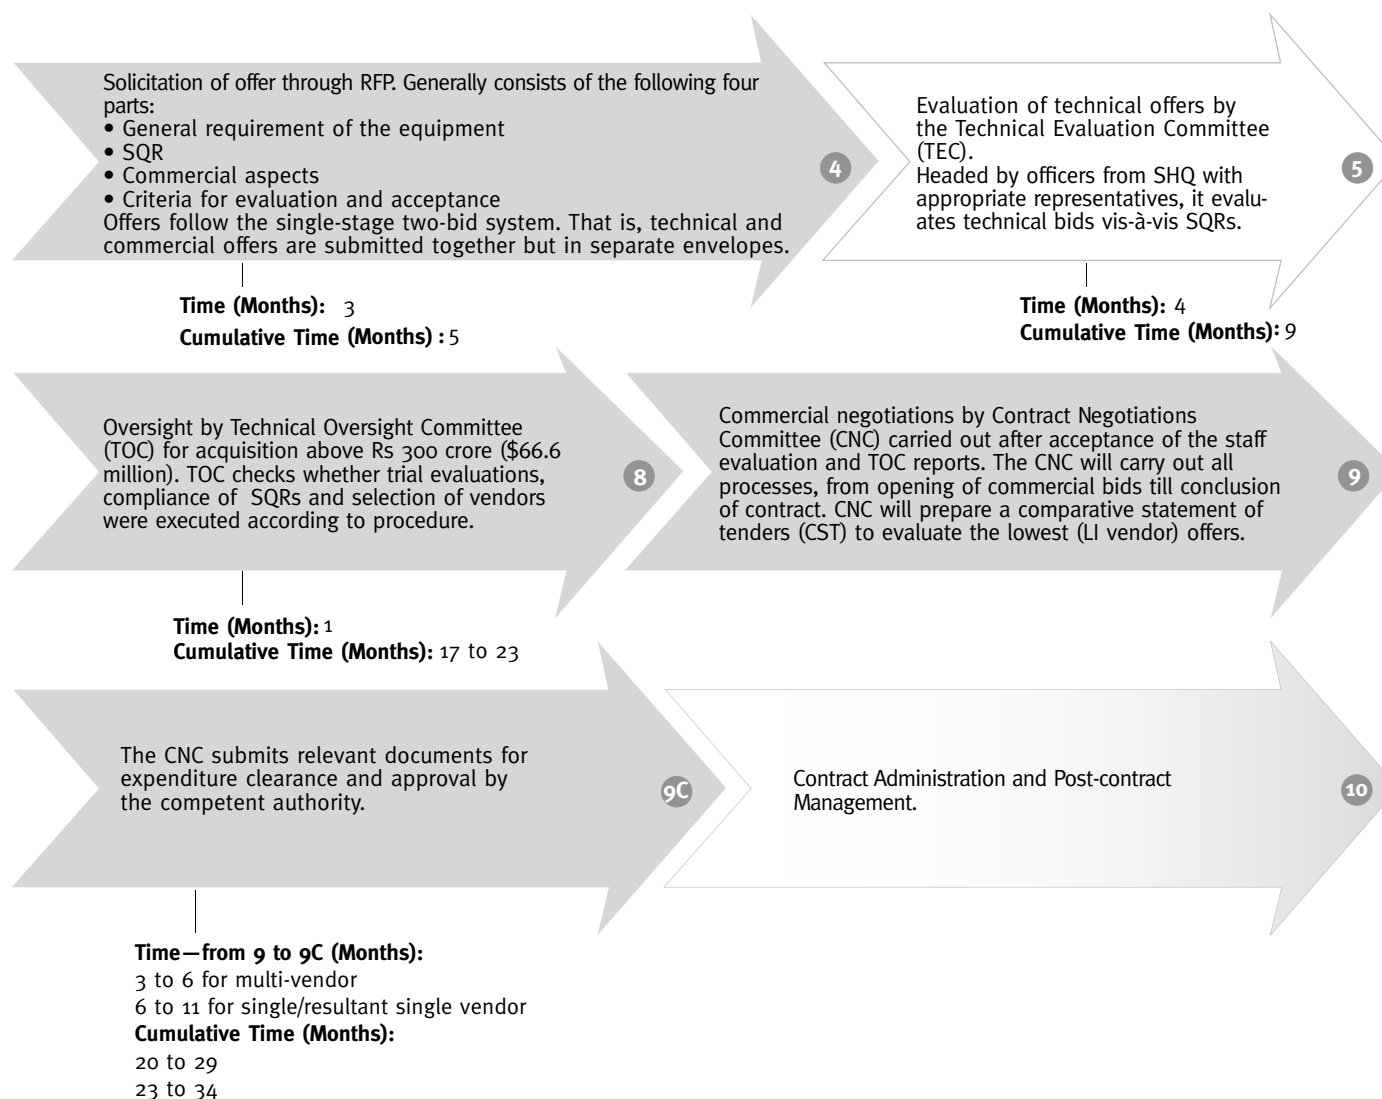 Solicitation of offer through RFP. Generally consists of the following four
parts:
• General requirement of the equipment
• SQR
• Commercial aspects
• Criteria for evaluation and acceptance
Offers follow the single-stage two-bid system. That is, technical and
commercial offers are submitted together but in separate envelopes.
4
Time (Months): 3
Cumulative Time (Months) : 5
Evaluation of technical offers by
the Technical Evaluation Committee
(TEC).
Headed by officers from SHQ with
appropriate representatives, it evalu-
ates technical bids vis-à-vis SQRs.
5
Time (Months): 4
Cumulative Time (Months): 9
Oversight by Technical Oversight Committee
(TOC) for acquisition above Rs 300 crore ($66.6
million). TOC checks whether trial evaluations,
compliance of SQRs and selection of vendors
were executed according to procedure.
8
Time (Months): 1
Cumulative Time (Months): 17 to 23
Commercial negotiations by Contract Negotiations
Committee (CNC) carried out after acceptance of the staff
evaluation and TOC reports. The CNC will carry out all
processes, from opening of commercial bids till conclusion
of contract. CNC will prepare a comparative statement of
tenders (CST) to evaluate the lowest (LI vendor) offers.
9
The CNC submits relevant documents for
expenditure clearance and approval by
the competent authority.
9C
Time—from 9 to 9C (Months):
3 to 6 for multi-vendor
6 to 11 for single/resultant single vendor
Cumulative Time (Months):
20 to 29
23 to 34
Contract Administration and Post-contract
Management.
10